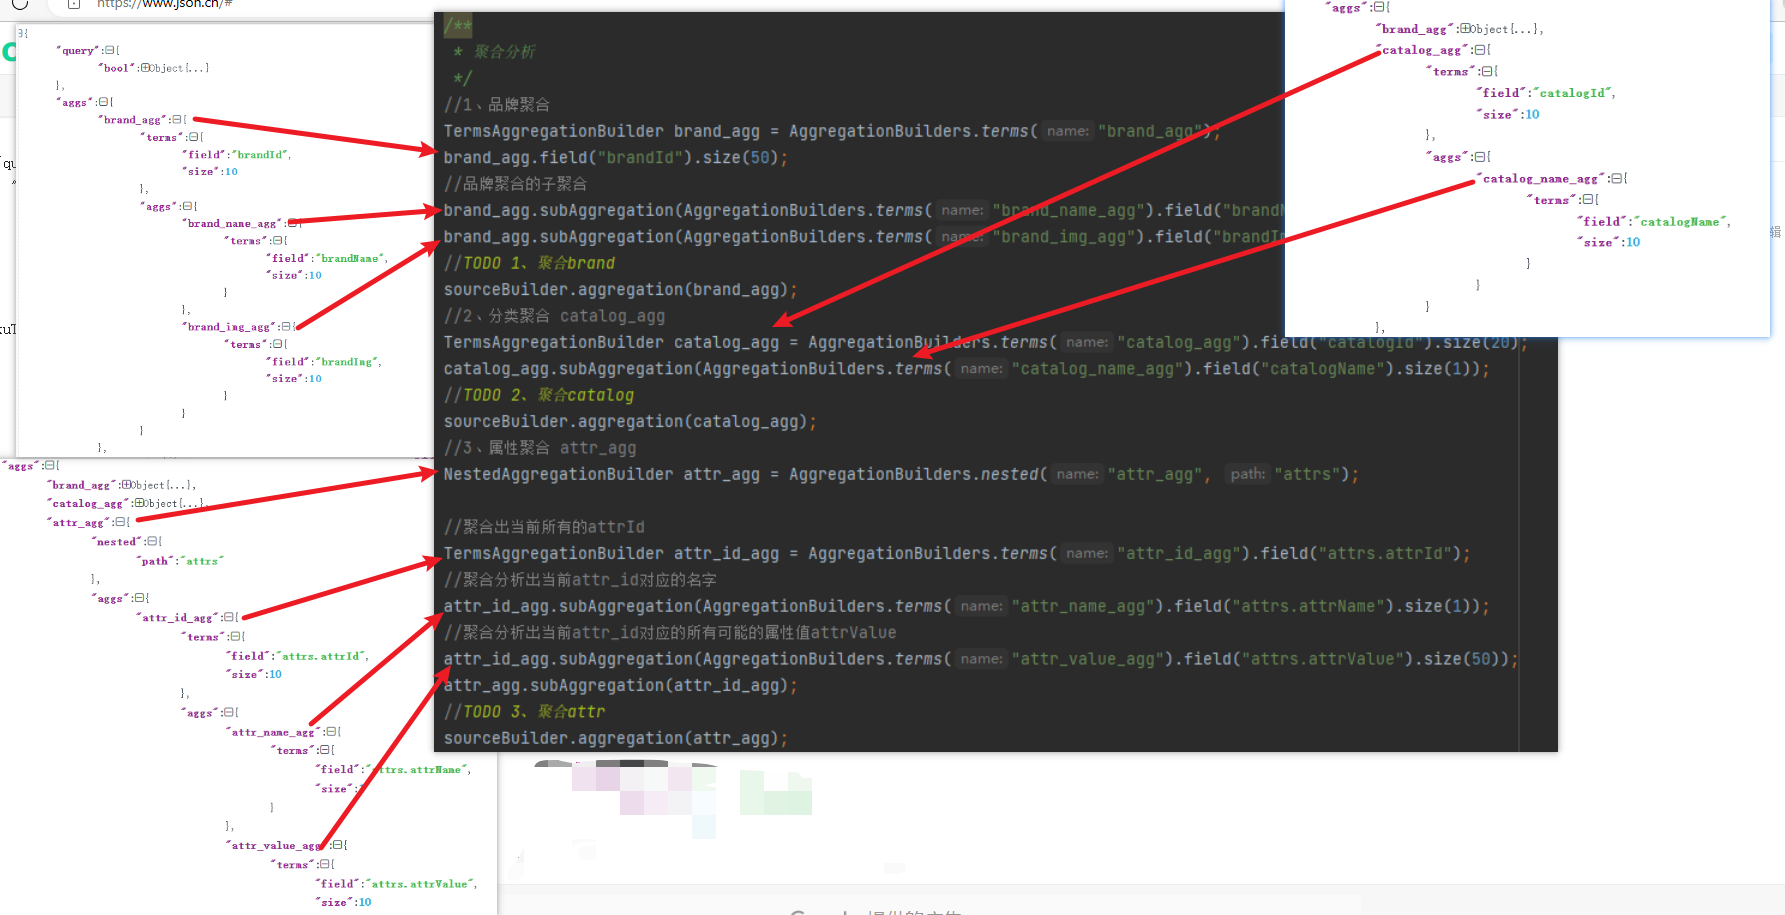 https://www.json.cn/#
{
"query":{
"bool":Object{...}
},
"aggs":{
"brand_agg":{
"terms":{
"field":"brandId",
"size":10
},
"aggs":{
"brand_name_agg":{
"terms":{
"field":"brandName",
"size":10
}
},
"brand_img_agg":{
"terms":{
"field":"brandImg",
"size":10
}
}
}
},
"aggs":{
"brand_agg":Object{...},
"catalog_agg":Object{...},
"attr_agg":{
"nested":{
"path":"attrs"
},
"aggs":{
"attr_id_agg":{
"terms":{
"field":"attrs.attrId",
"size":10
},
"aggs":{
"attr_name_agg":{
"terms":{
"field":"attrs.attrName",
"size":
}
},
"attr_value_agg":{
"terms":{
"field":"attrs.attrValue",
"size":10
/**
* 聚合分析
*/
//1、品牌聚合
TermsAggregationBuilder brand_agg = AggregationBuilders.terms( name: "brand_agg");
brand_agg.field("brandId").size(50);
//品牌聚合的子聚合
brand_agg.subAggregation(AggregationBuilders.terms( name: "brand_name_agg").field("brandN
brand_agg.subAggregation(AggregationBuilders.terms( name: "brand_img_agg").field("brandIm
//TODO 1、聚合brand
sourceBuilder.aggregation(brand_agg);
//2、分类聚合 catalog_agg
TermsAggregationBuilder catalog_agg = AggregationBuilders.terms( name: "catalog_agg").field("catalogId").size(20);
catalog_agg.subAggregation(AggregationBuilders.terms( name: "catalog_name_agg").field("catalogName").size(1));
//TODO 2、聚合catalog
sourceBuilder.aggregation(catalog_agg);
//3、属性聚合 attr_agg
NestedAggregationBuilder attr_agg = AggregationBuilders.nested( name: "attr_agg", path: "attrs");
//聚合出当前所有的attrId
TermsAggregationBuilder attr_id_agg = AggregationBuilders.terms( name: "attr_id_agg").field("attrs.attrId");
//聚合分析出当前attr_id对应的名字
attr_id_agg.subAggregation(AggregationBuilders.terms( name: "attr_name_agg").field("attrs.attrName").size(1));
//聚合分析出当前attr_id对应的所有可能的属性值attrValue
attr_id_agg.subAggregation(AggregationBuilders.terms( name: "attr_value_agg").field("attrs.attrValue").size(50));
attr_agg.subAggregation(attr_id_agg);
//TODO 3、聚合attr
sourceBuilder.aggregation(attr_agg);
"aggs":{
"brand_agg":Object{...},
"catalog_agg":{
"terms":{
"field":"catalogId",
"size":10
},
"aggs":{
"catalog_name_agg":{
"terms":{
"field":"catalogName",
"size":10
}
}
}
},
辑